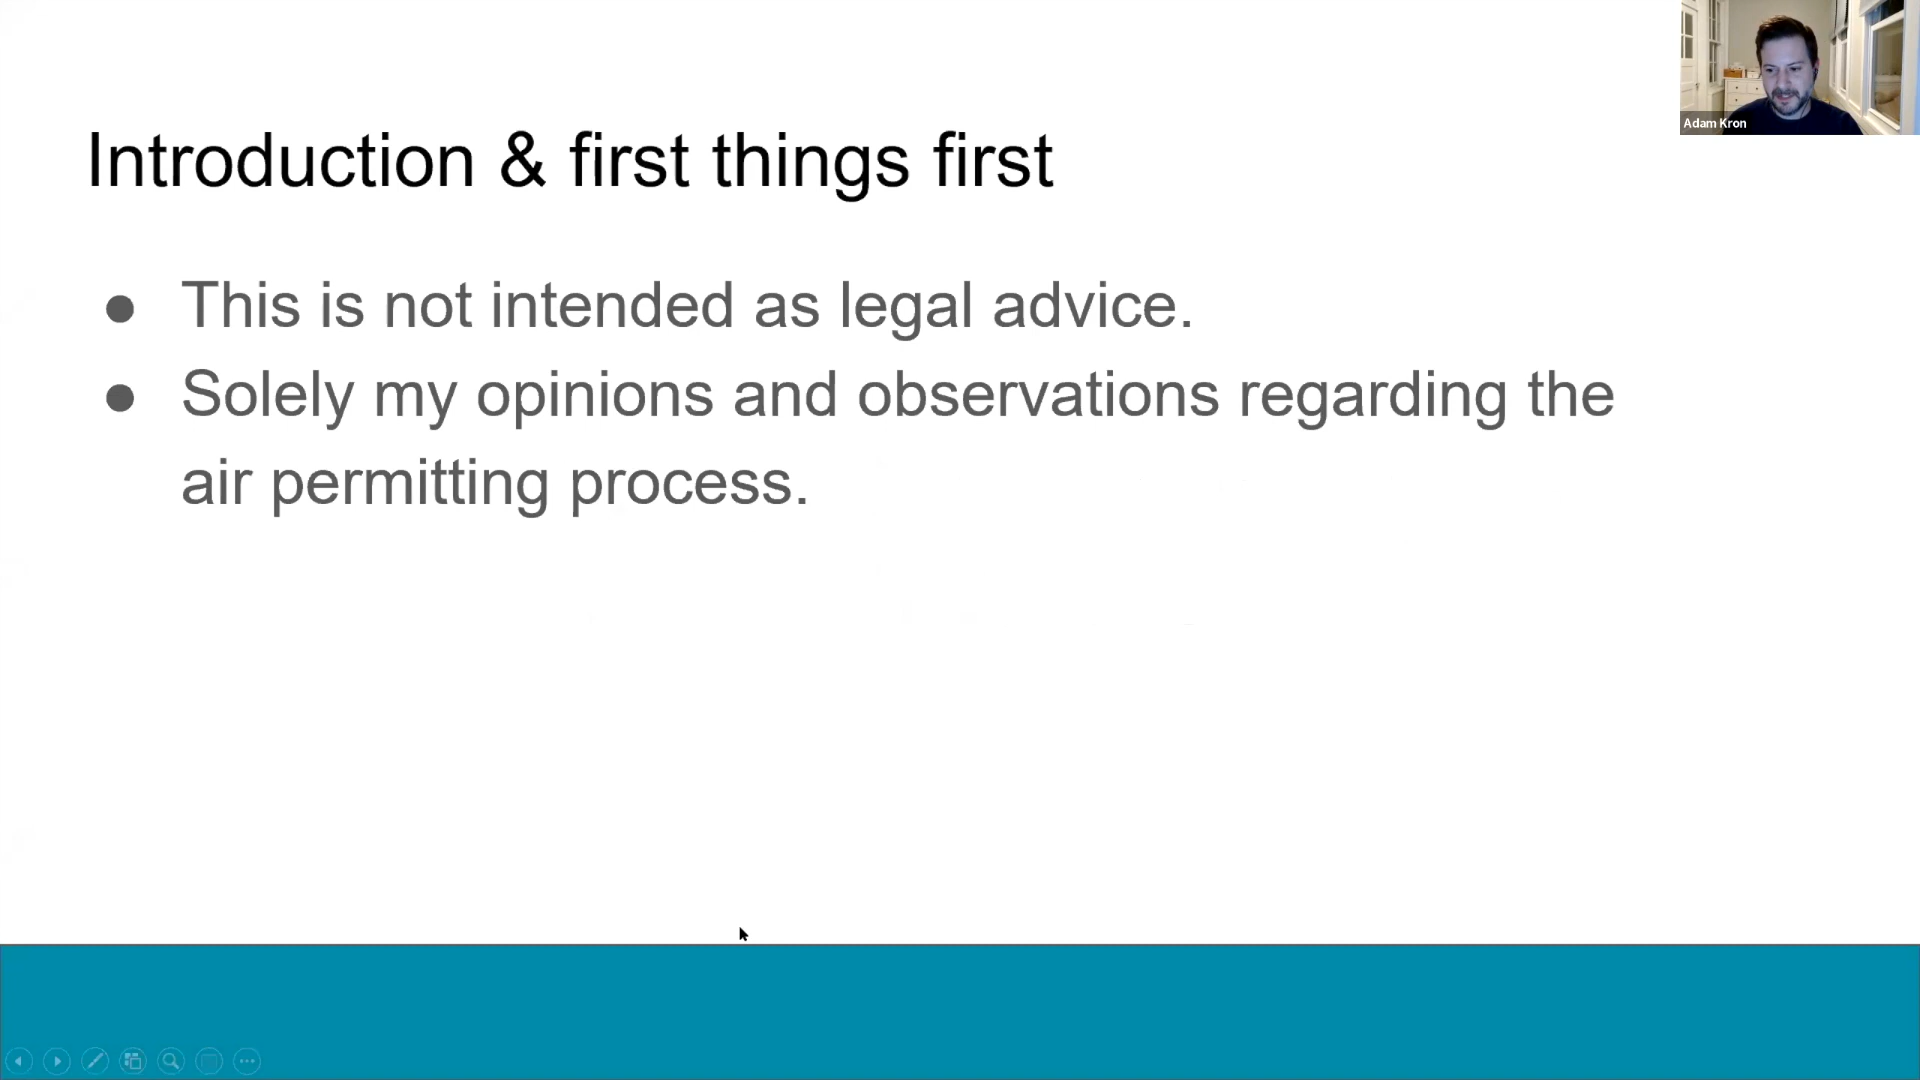 Adam Kron
Introduction & first things first
● This is not intended as legal advice.
● Solely my opinions and observations regarding the
air permitting process.